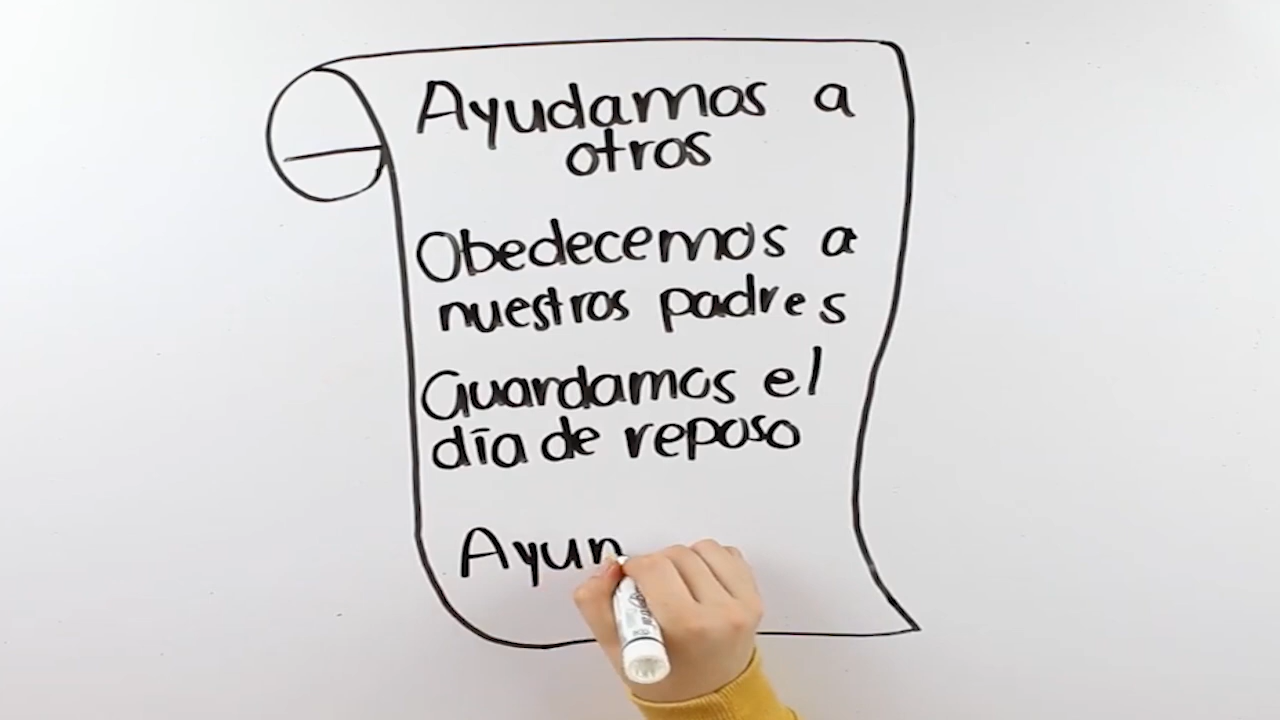 Ayudamos a
otros
Obedecemos a
nuestros padres
Guardamos el
día de reposo
Ayun